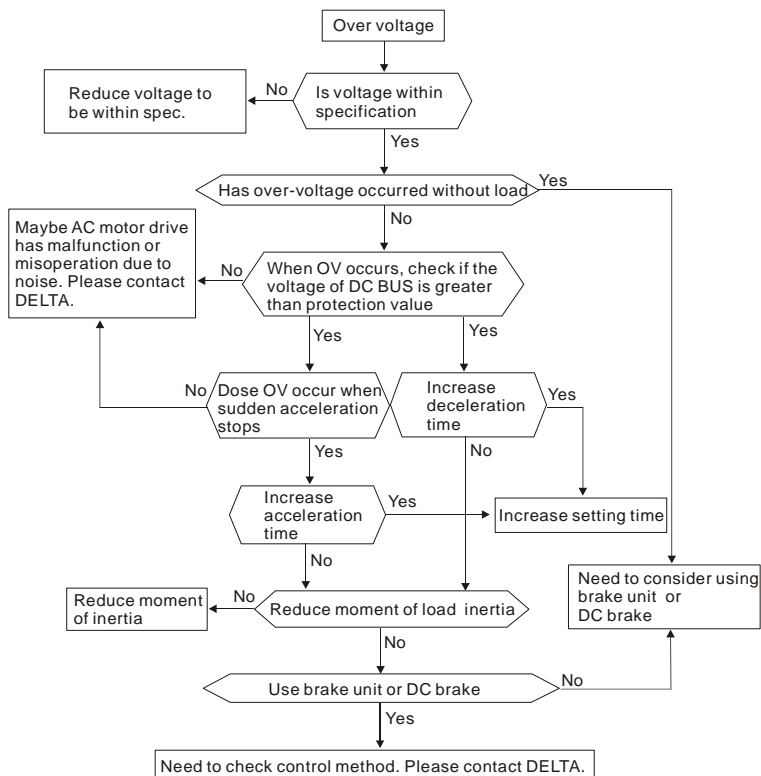 Over voltage
Is voltage within
specification
No
Reduce voltage to
be within spec.
Yes
Has over-voltage occurred without load
Yes
No
When OV occurs, check if the
voltage of DC BUS is greater
than protection value
No
Maybe AC motor drive
has malfunction or
misoperation due to
noise. Please contact
DELTA.
Yes
Yes
No
Dose OV occur when
sudden acceleration
stops
Increase
deceleration
time
Yes
Yes
No
Increase
acceleration
time
Yes
Increase setting time
No
Need to consider using
brake unit or
DC brake
Reduce moment
of inertia
No
Reduce moment of load inertia
No
Use brake unit or DC brake
No
Yes
Need to check control method. Please contact DELTA.